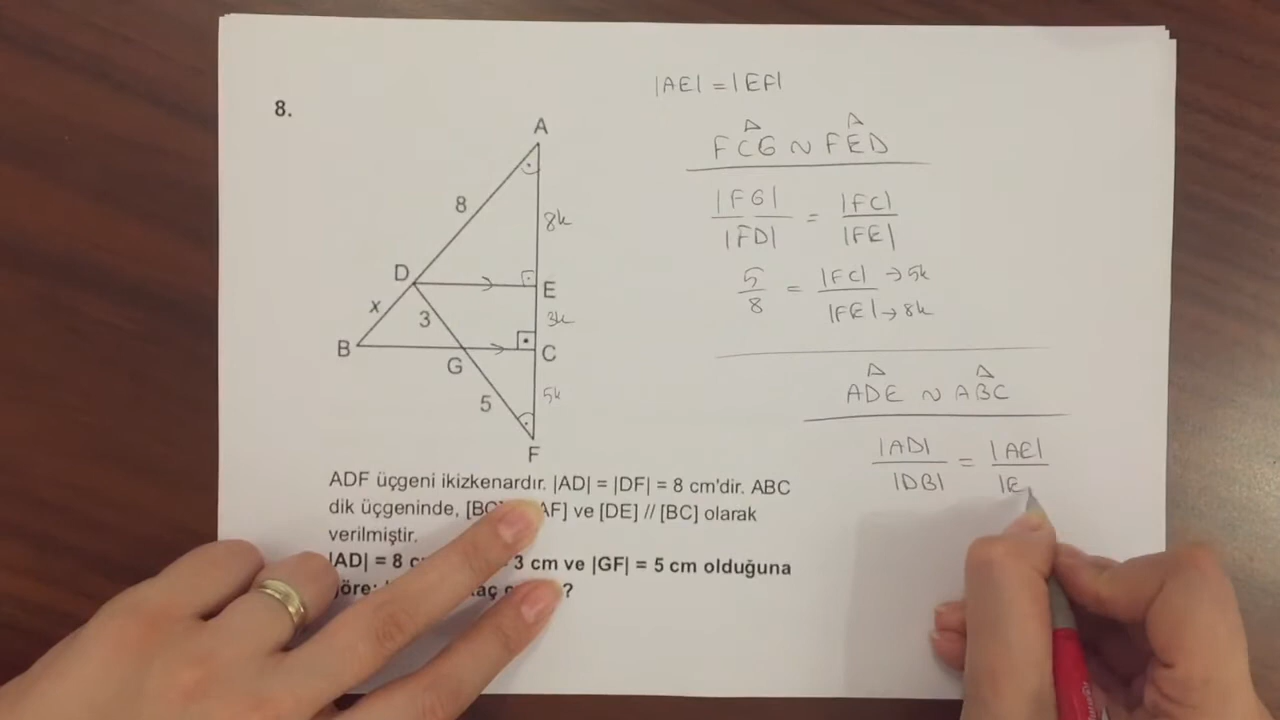 8.
A
8
8k
D
E
x
3
3k
B
G
C
5
5k
F
|AE| = |EF|
FCG ~ FED
|FG| / |FD| = |FC| / |FE|
5/8 = |FC| → 5k / |FE| → 8k
ADE ~ ABC
|AD| / |DB| = |AE| / |E
ADF üçgeni ikizkenardır. |AD| = |DF| = 8 cm'dir. ABC
dik üçgeninde, AF] ve [DE] // [BC] olarak
verilmiştir.
|AD| = 8 3 cm ve |GF| = 5 cm olduğuna
?